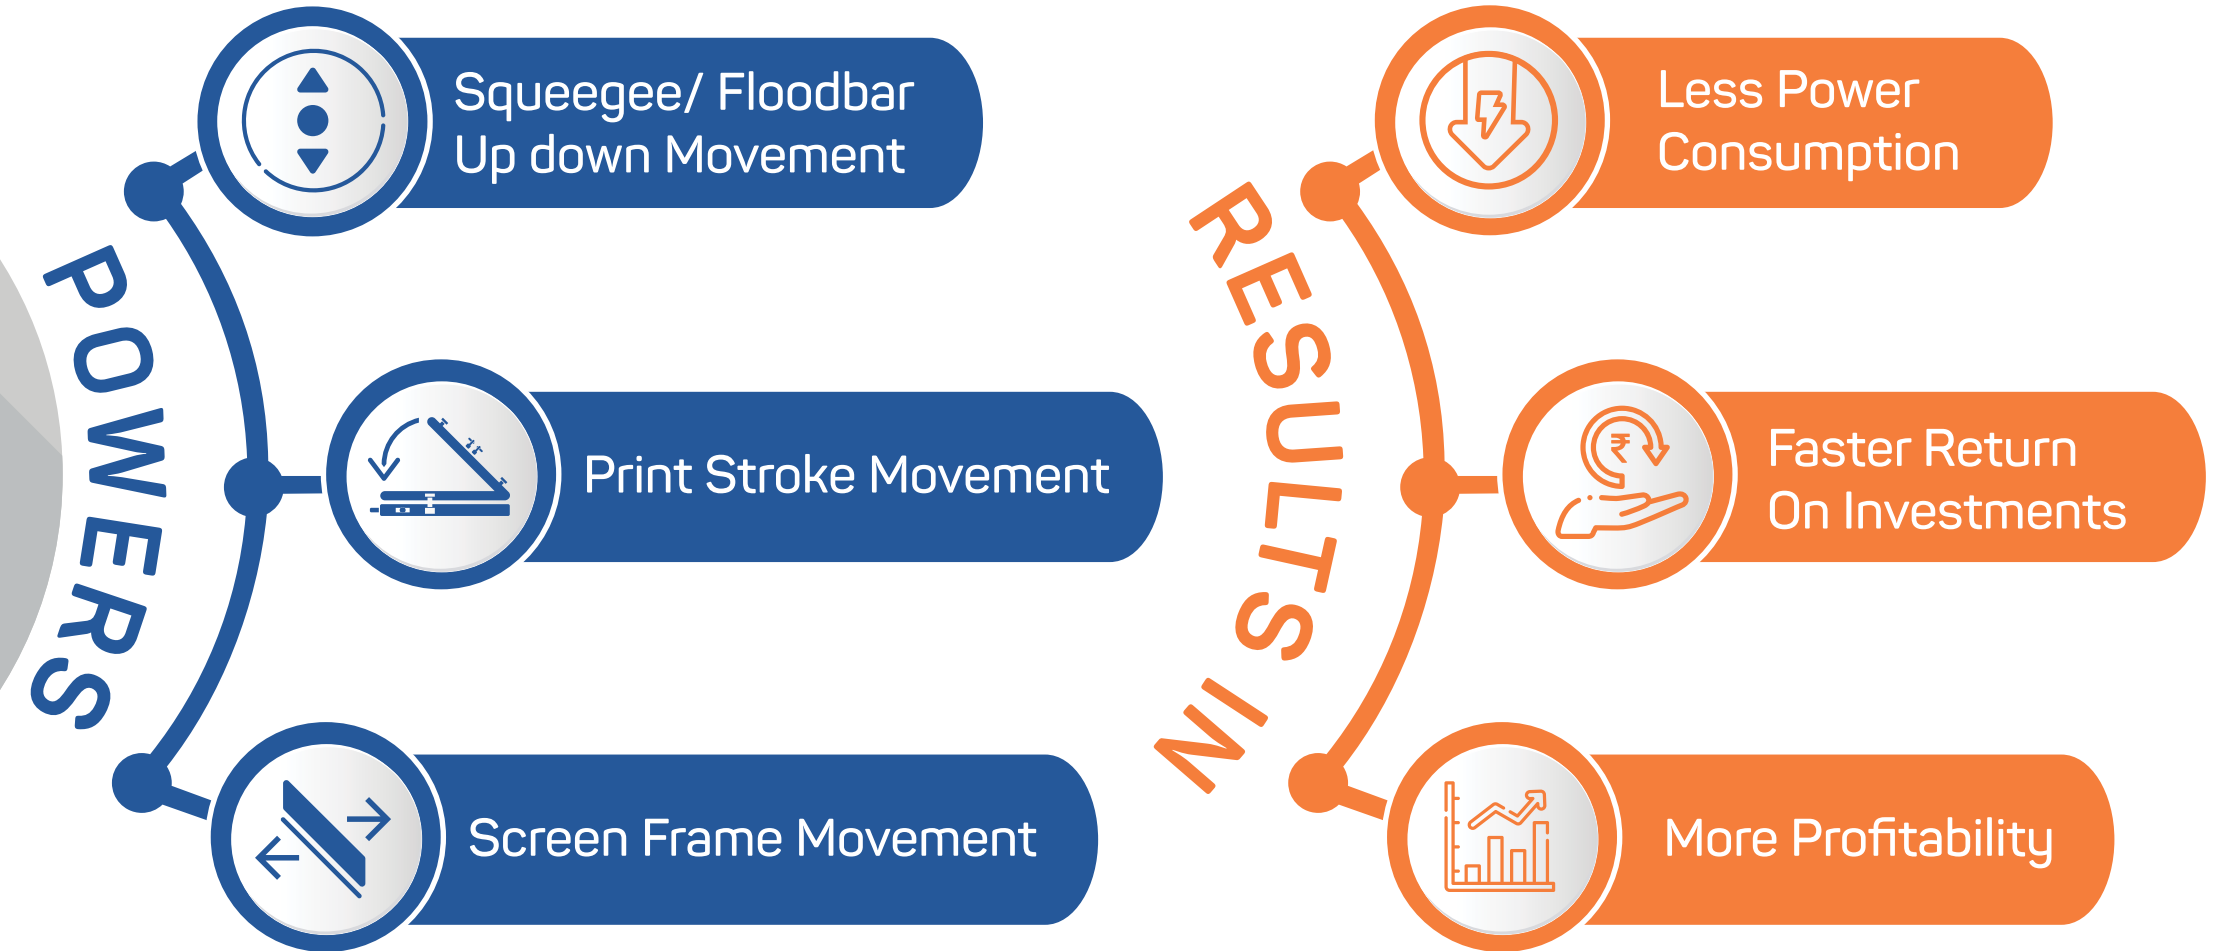 POWERS
Squeegee/ Floodbar
Up down Movement
Print Stroke Movement
Screen Frame Movement
RESULTS IN
Less Power
Consumption
₹
Faster Return
On Investments
More Profitability